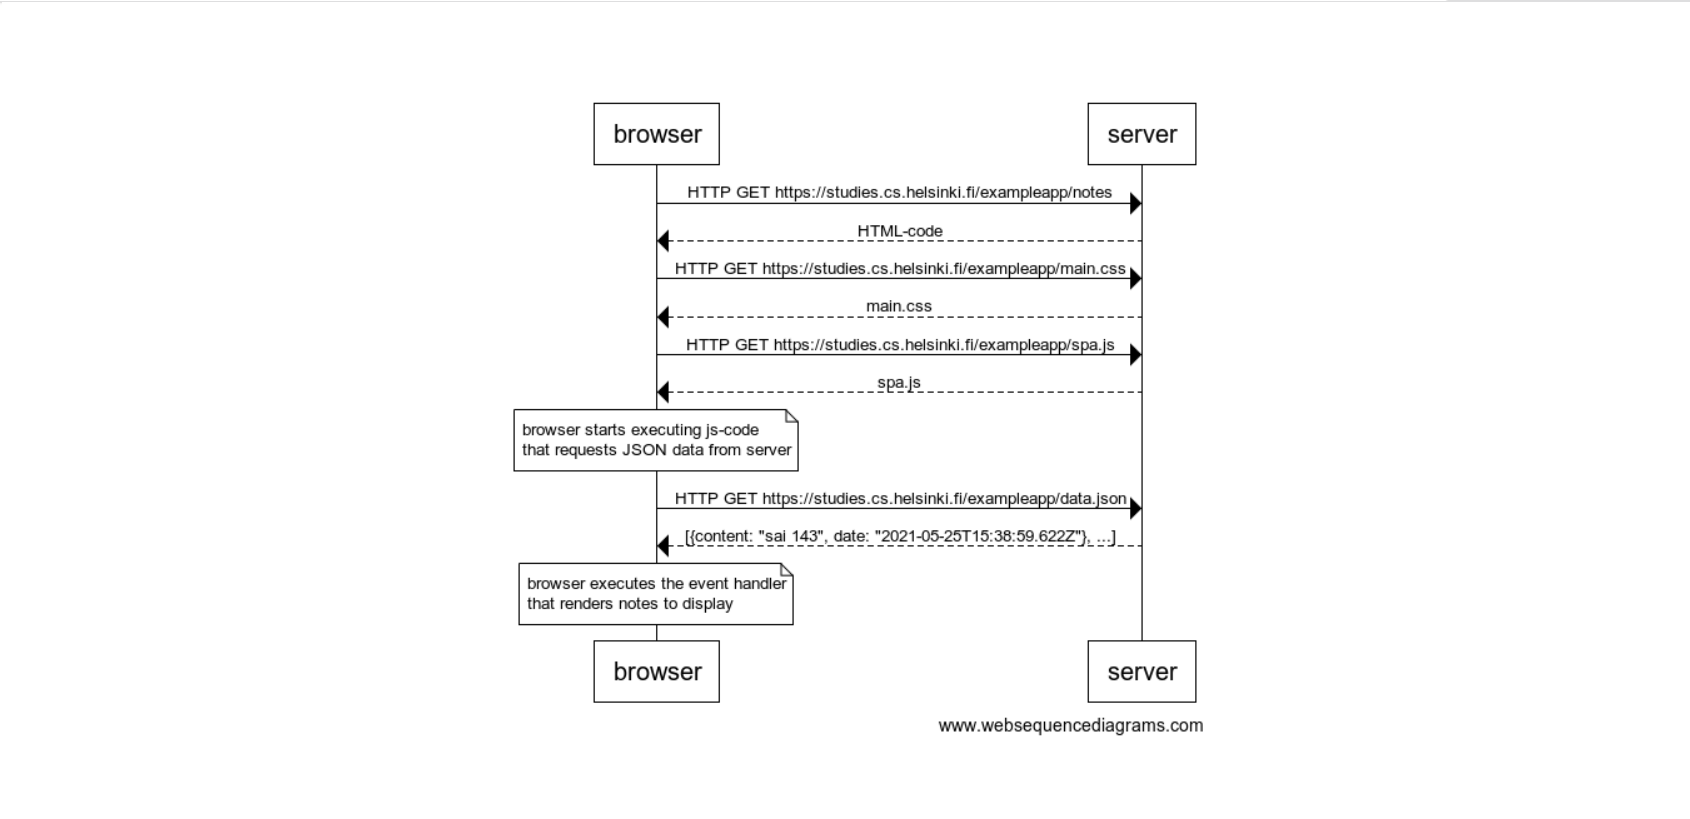 browser
server
HTTP GET https://studies.cs.helsinki.fi/exampleapp/notes
HTML-code
HTTP GET https://studies.cs.helsinki.fi/exampleapp/main.css
main.css
HTTP GET https://studies.cs.helsinki.fi/exampleapp/spa.js
spa.js
browser starts executing js-code
that requests JSON data from server
HTTP GET https://studies.cs.helsinki.fi/exampleapp/data.json
[{content: "sai 143", date: "2021-05-25T15:38:59.622Z"}, ...]
browser executes the event handler
that renders notes to display
browser
server
www.websequencediagrams.com